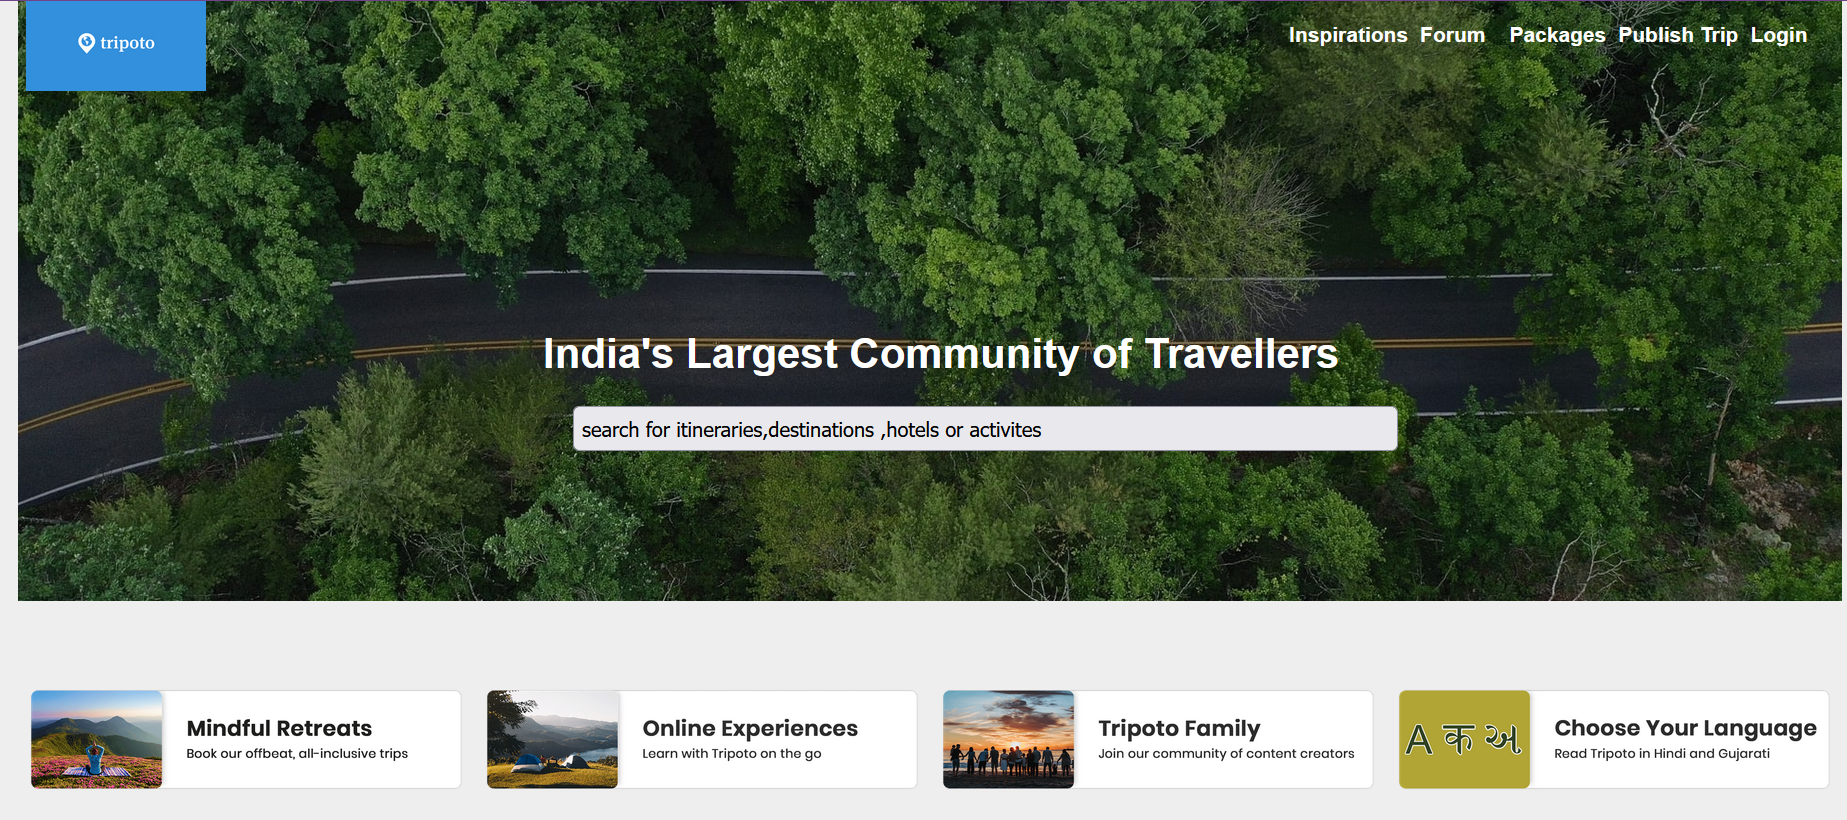 tripoto
Inspirations Forum Packages Publish Trip Login
India's Largest Community of Travellers
search for itineraries,destinations ,hotels or activites
Mindful Retreats
Book our offbeat, all-inclusive trips
Online Experiences
Learn with Tripoto on the go
Tripoto Family
Join our community of content creators
A क અ
Choose Your Language
Read Tripoto in Hindi and Gujarati